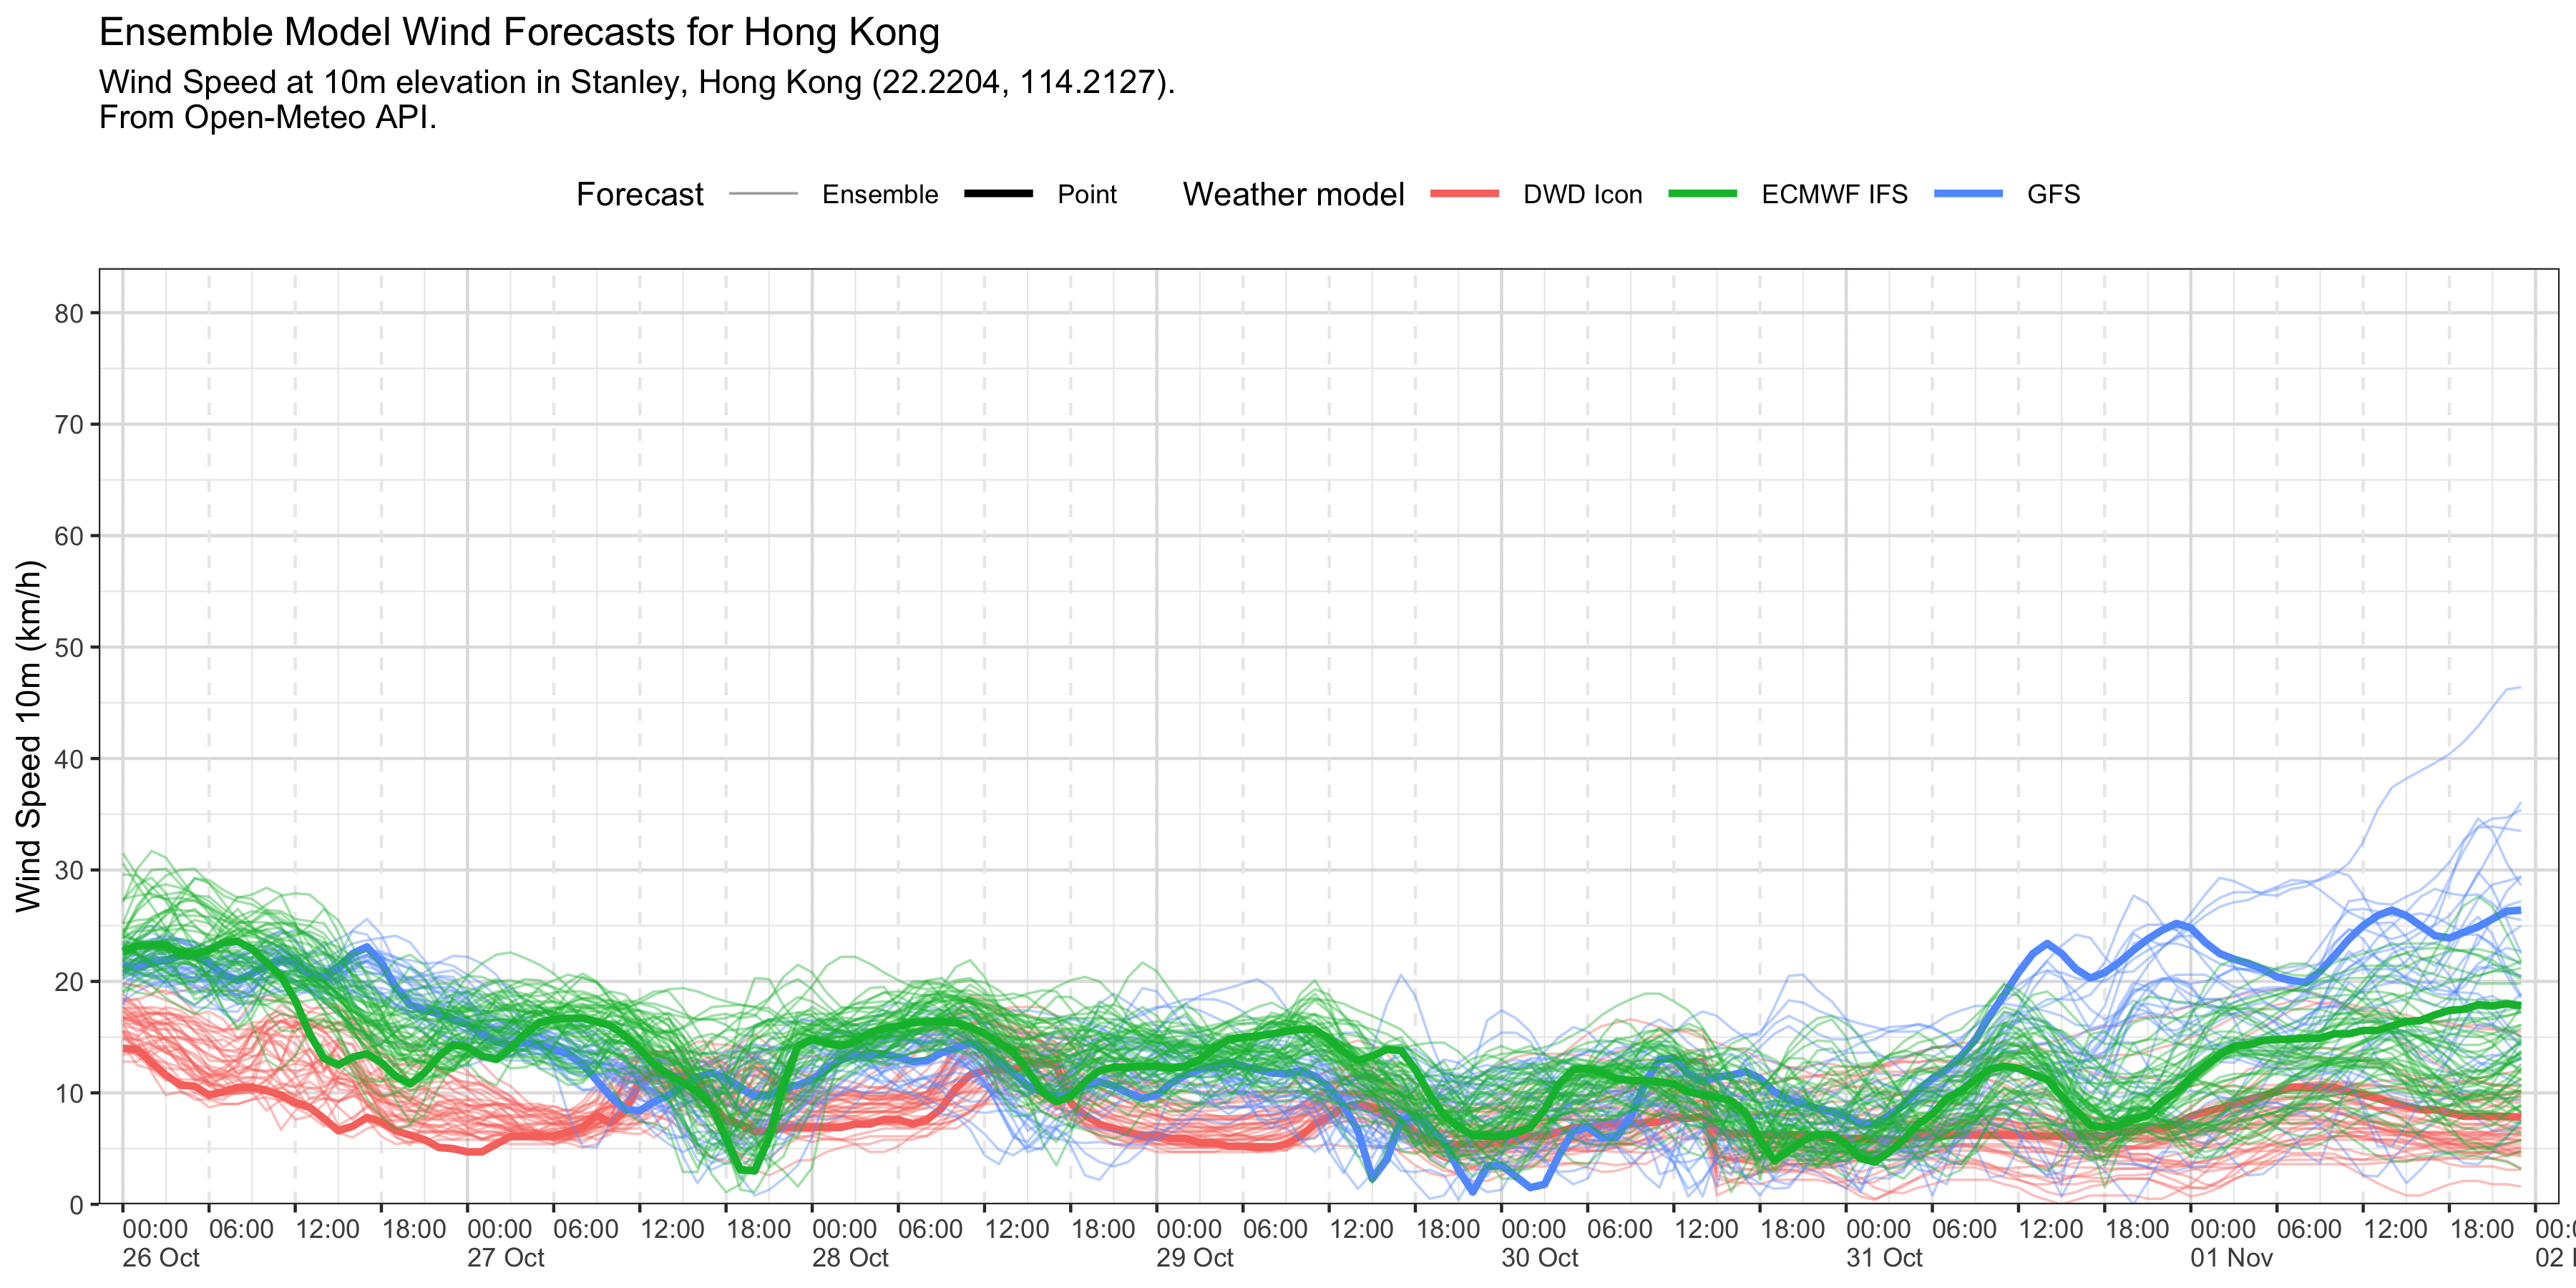 Ensemble Model Wind Forecasts for Hong Kong
Wind Speed at 10m elevation in Stanley, Hong Kong (22.2204, 114.2127).
From Open-Meteo API.
Forecast Ensemble Point Weather model DWD Icon ECMWF IFS GFS
Wind Speed 10m (km/h)
80
70
60
50
40
30
20
10
0
00:00 06:00 12:00 18:00 00:00 06:00 12:00 18:00 00:00 06:00 12:00 18:00 00:00 06:00 12:00 18:00 00:00 06:00 12:00 18:00 00:00 06:00 12:00 18:00 00:00 06:00 12:00 18:00
26 Oct 27 Oct 28 Oct 29 Oct 30 Oct 31 Oct 01 Nov 02